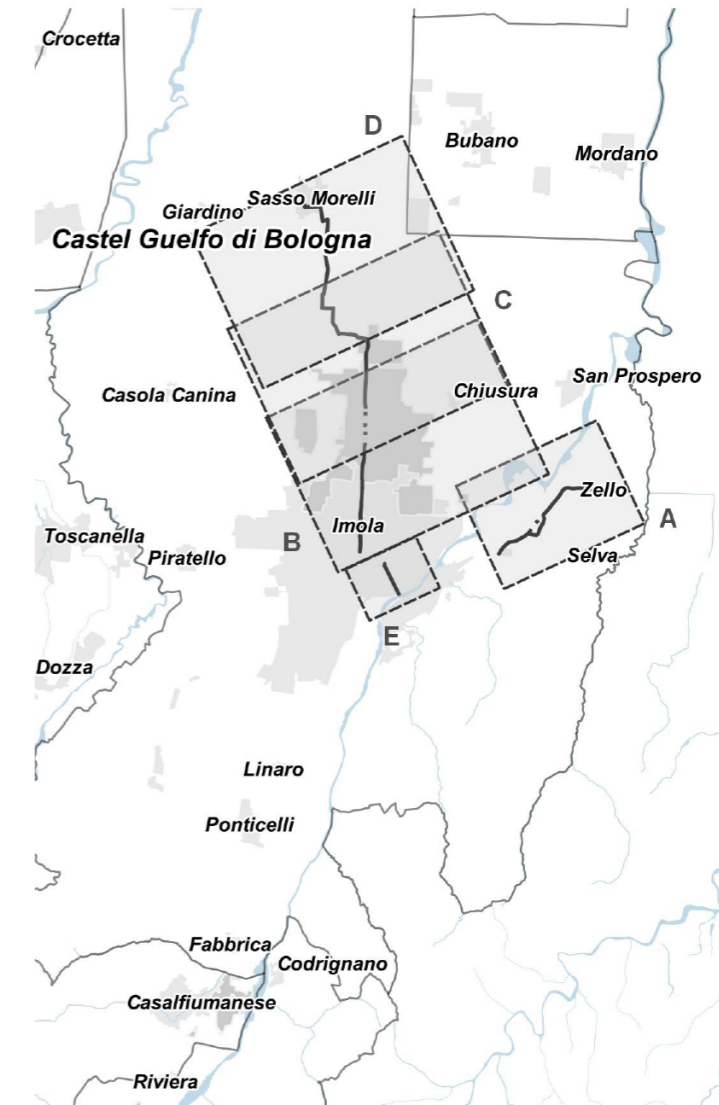 Crocetta
D
Bubano
Mordano
Sasso Morelli
Giardino
Castel Guelfo di Bologna
C
San Prospero
Casola Canina
Chiusura
Zello
A
Imola
B
Toscanella
Piratello
Selva
E
Dozza
Linaro
Ponticelli
Fabbrica
Codrignano
Casalfiumanese
Riviera